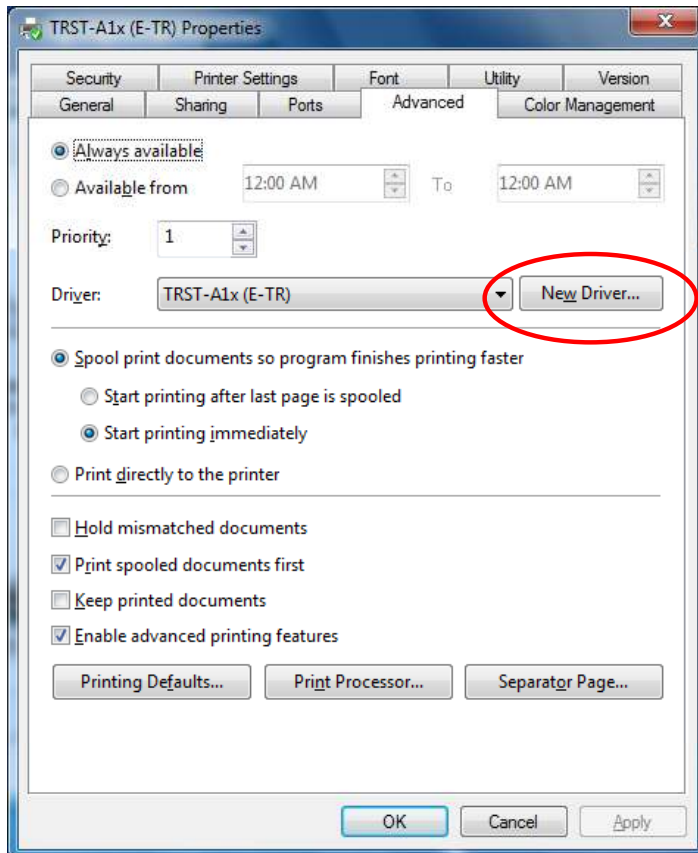 TRST-A1x (E-TR) Properties
Security Printer Settings Font Utility Version
General Sharing Ports Advanced Color Management
Always available
Available from 12:00 AM To 12:00 AM
Priority: 1
Driver: TRST-A1x (E-TR) New Driver...
Spool print documents so program finishes printing faster
Start printing after last page is spooled
Start printing immediately
Print directly to the printer
Hold mismatched documents
Print spooled documents first
Keep printed documents
Enable advanced printing features
Printing Defaults... Print Processor... Separator Page...
OK Cancel Apply